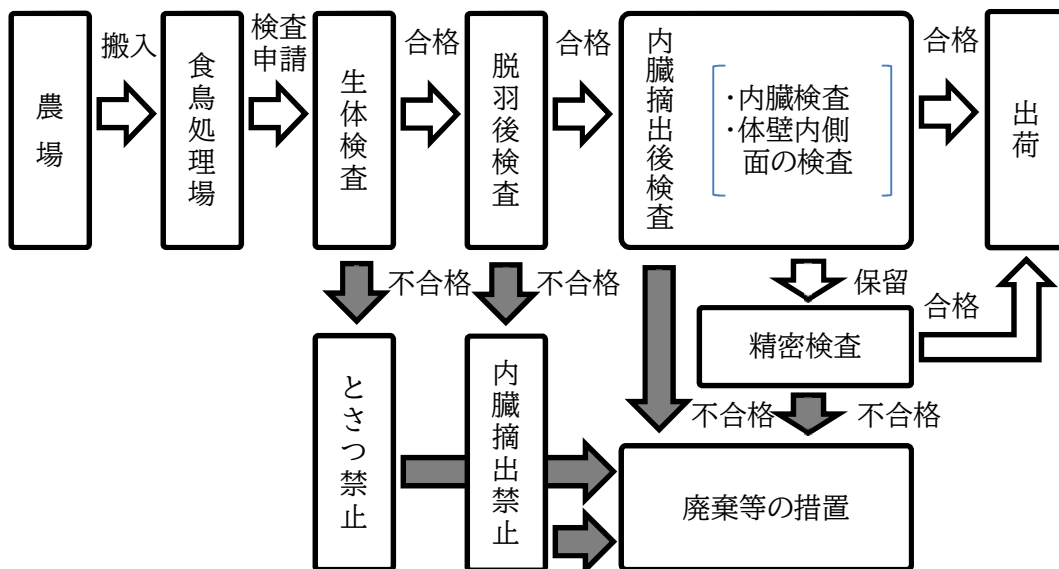 農場
搬入
食鳥処理場
検査
申請
生体検査
合格
脱羽後検査
合格
内臓摘出後検査
・内臓検査
・体壁内側
面の検査
合格
出荷
不合格
不合格
保留
合格
精密検査
とさつ禁止
内臓摘出禁止
不合格
不合格
廃棄等の措置